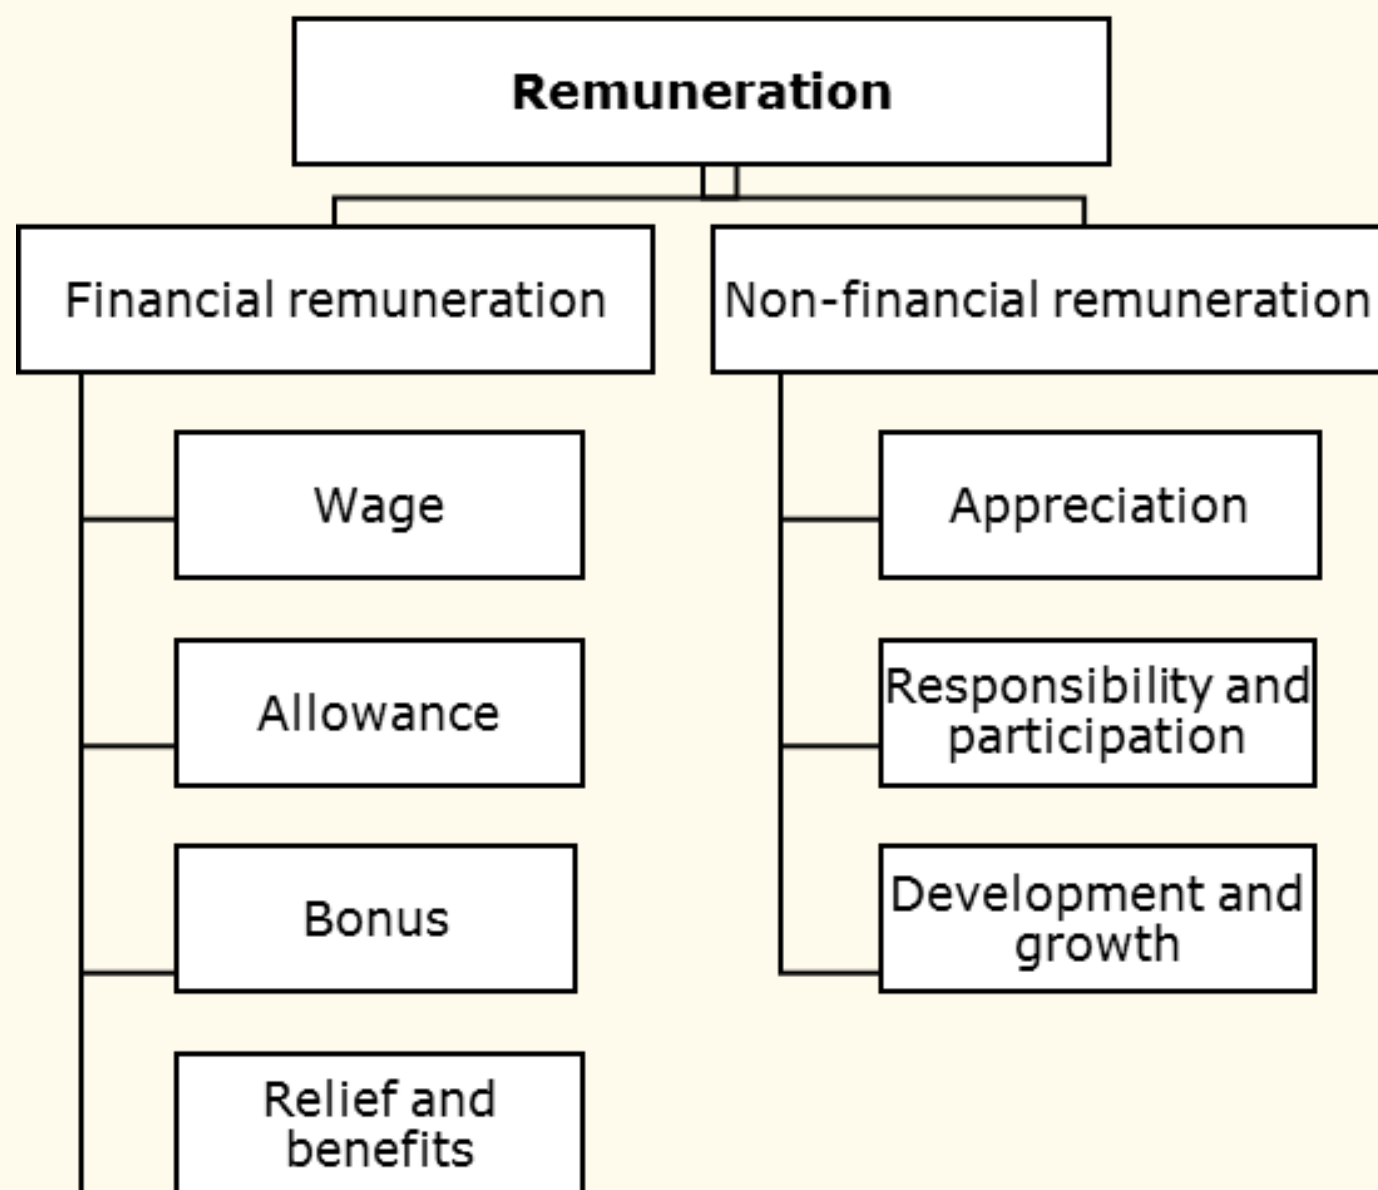 Remuneration
Financial remuneration
Non-financial remuneration
Wage
Allowance
Bonus
Relief and
benefits
Appreciation
Responsibility and
participation
Development and
growth